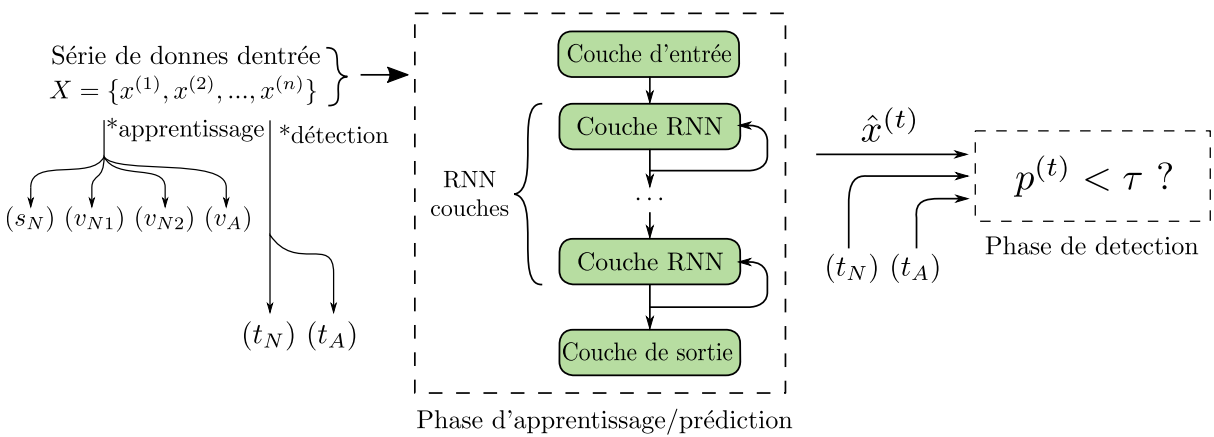 Série de donnes dentrée
X = {x^(1), x^(2), ..., x^(n)}
*apprentissage
*détection
(s_N) (v_N1) (v_N2) (v_A)
(t_N) (t_A)
Couche d'entrée
Couche RNN
RNN
couches
...
Couche RNN
Couche de sortie
Phase d'apprentissage/prédiction
x̂^(t)
(t_N) (t_A)
p^(t) < τ ?
Phase de detection